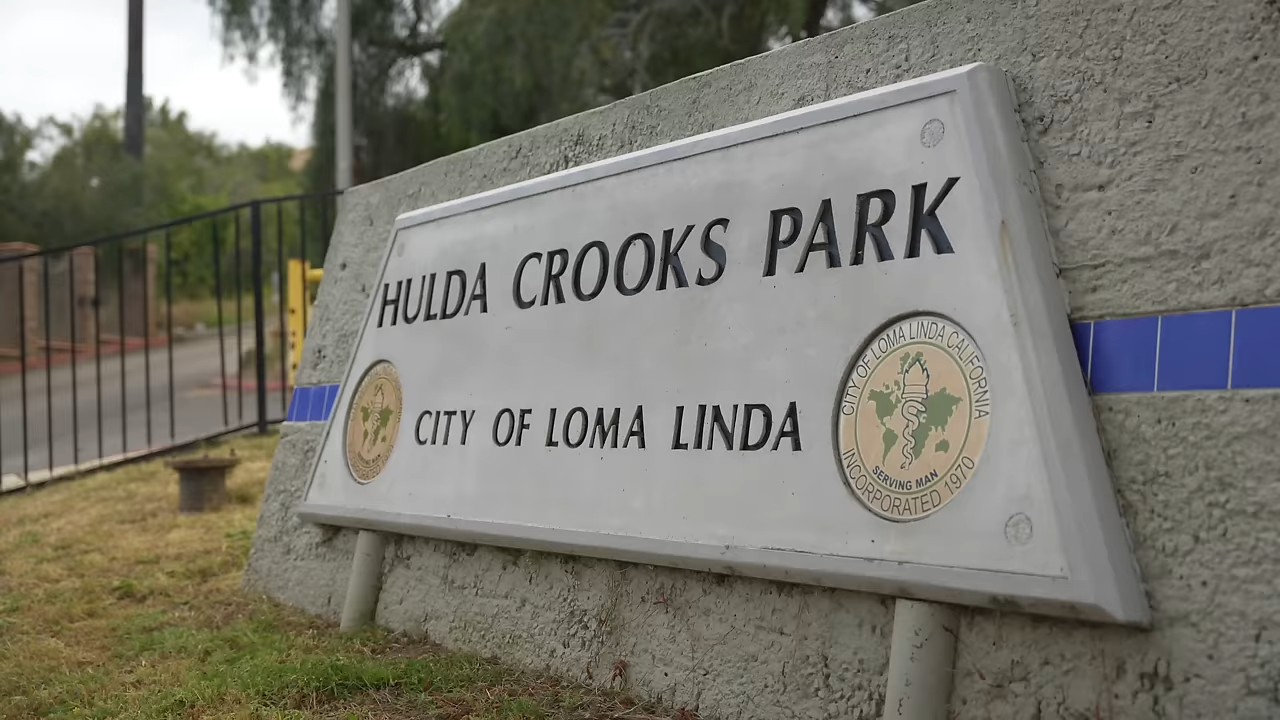 HULDA CROOKS PARK
CITY OF LOMA LINDA
CITY OF LOMA LINDA CALIFORNIA
SERVING MAN
INCORPORATED 1970